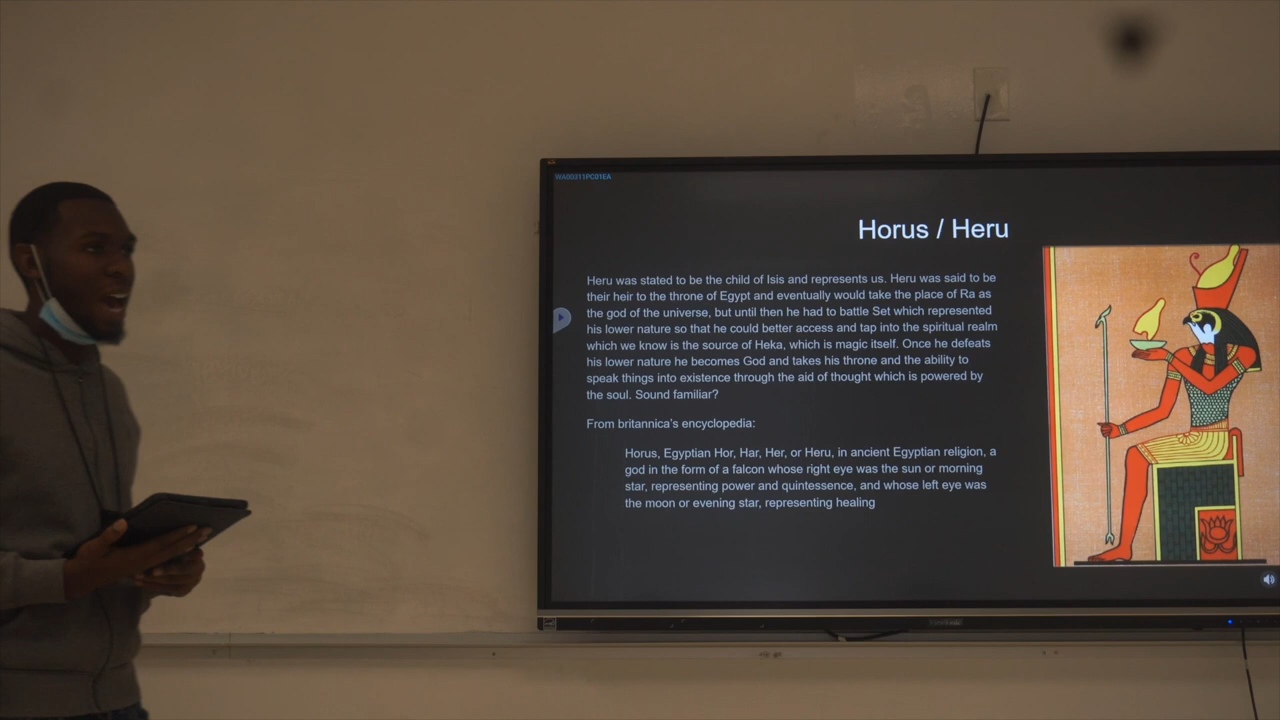 WA00311PC01EA
Horus / Heru
Heru was stated to be the child of Isis and represents us. Heru was said to be
their heir to the throne of Egypt and eventually would take the place of Ra as
the god of the universe, but until then he had to battle Set which represented
his lower nature so that he could better access and tap into the spiritual realm
which we know is the source of Heka, which is magic itself. Once he defeats
his lower nature he becomes God and takes his throne and the ability to
speak things into existence through the aid of thought which is powered by
the soul. Sound familiar?
From britannica's encyclopedia:
Horus, Egyptian Hor, Har, Her, or Heru, in ancient Egyptian religion, a
god in the form of a falcon whose right eye was the sun or morning
star, representing power and quintessence, and whose left eye was
the moon or evening star, representing healing